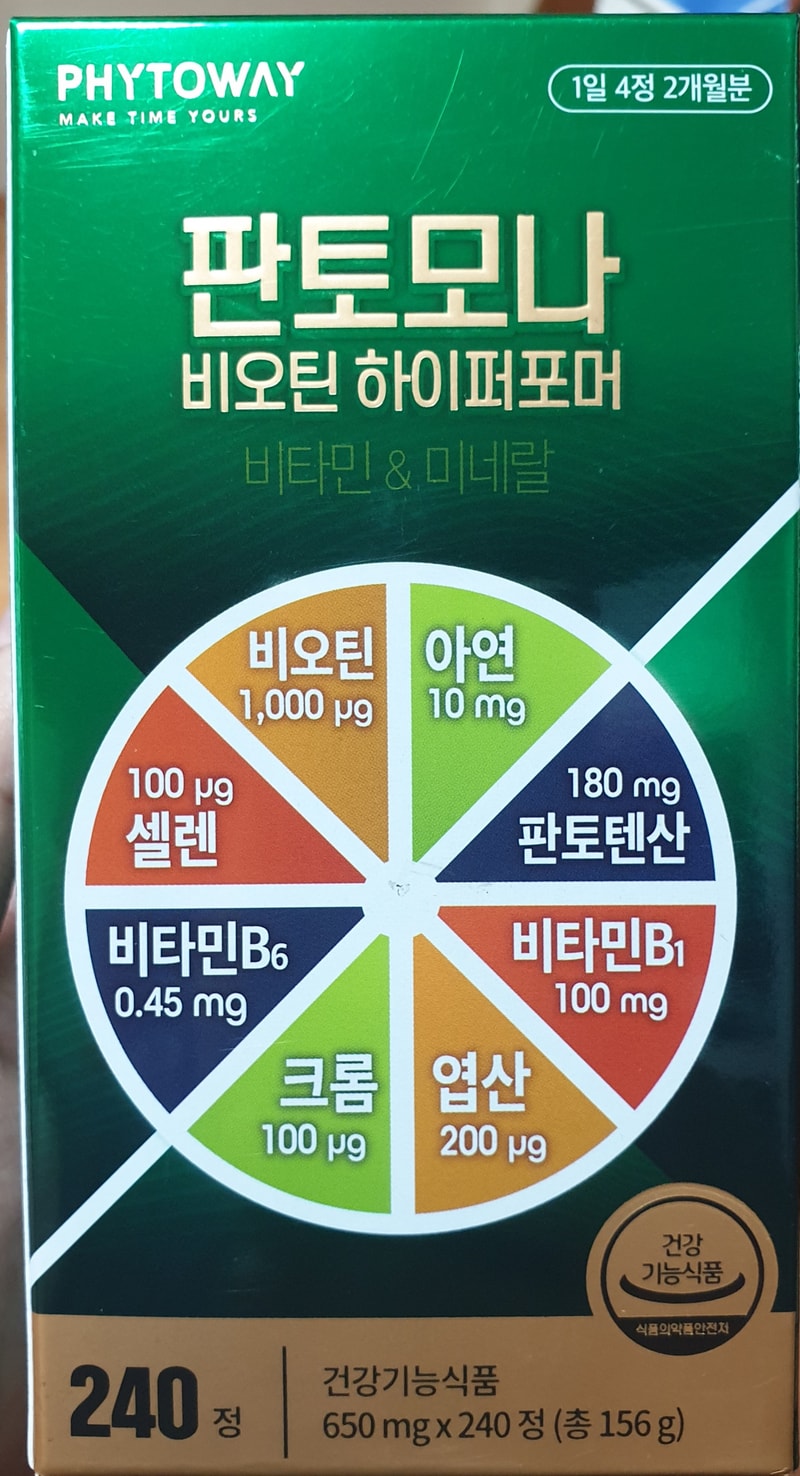 PHYTOWAY
MAKE TIME YOURS
1일 4정 2개월분
판토모나
비오틴 하이퍼포머
비타민 & 미네랄
비오틴
1,000 µg
아연
10 mg
100 µg
셀렌
180 mg
판토텐산
비타민B6
0.45 mg
비타민B1
100 mg
크롬
100 µg
엽산
200 µg
건강
기능식품
식품의약품안전처
240 정
건강기능식품
650 mg x 240 정 (총 156 g)